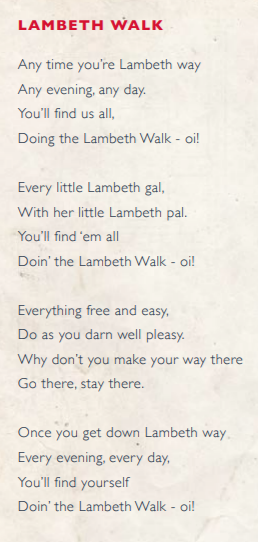 LAMBETH WALK
Any time you're Lambeth way
Any evening, any day.
You'll find us all,
Doing the Lambeth Walk - oi!
Every little Lambeth gal,
With her little Lambeth pal.
You'll find ‘em all
Doin' the Lambeth Walk - oi!
Everything free and easy,
Do as you darn well pleasy.
Why don't you make your way there
Go there, stay there.
Once you get down Lambeth way
Every evening, every day,
You'll find yourself
Doin' the Lambeth Walk - oi!